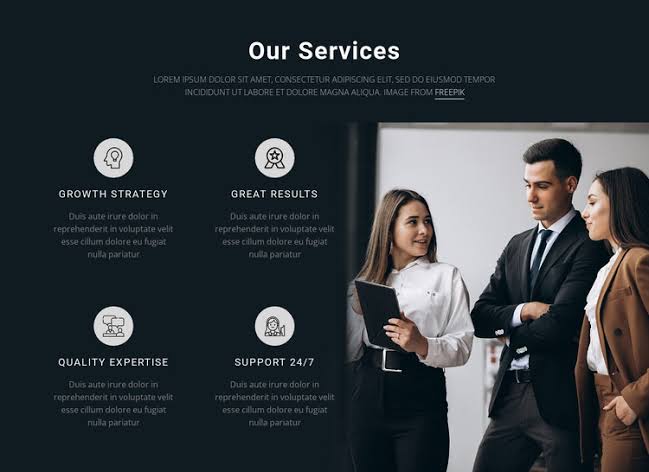 Our Services
LOREM IPSUM DOLOR SIT AMET, CONSECTETUR ADIPISCING ELIT, SED DO EIUSMOD TEMPOR
INCIDIDUNT UT LABORE ET DOLORE MAGNA ALIQUA. IMAGE FROM FREEPIK
GROWTH STRATEGY
Duis aute irure dolor in
reprehenderit in voluptate velit
esse cillum dolore eu fugiat
nulla pariatur
GREAT RESULTS
Duis aute irure dolor in
reprehenderit in voluptate velit
esse cillum dolore eu fugiat
nulla pariatur
QUALITY EXPERTISE
Duis aute irure dolor in
reprehenderit in voluptate velit
esse cillum dolore eu fugiat
nulla pariatur
SUPPORT 24/7
Duis aute irure dolor in
reprehenderit in voluptate velit
esse cillum dolore eu fugiat
nulla pariatur